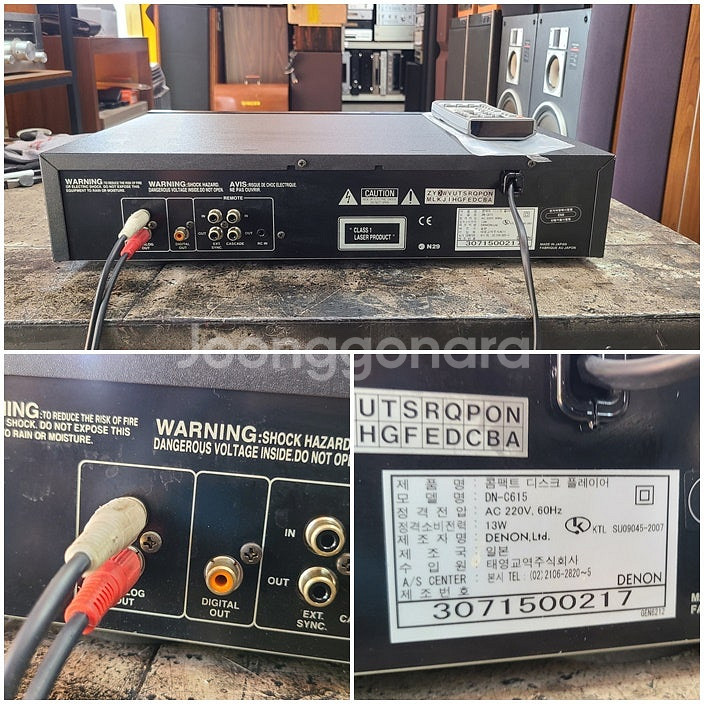 WARNING:TO REDUCE THE RISK OF FIRE
OR ELECTRIC SHOCK, DO NOT EXPOSE THIS
EQUIPMENT TO RAIN OR MOISTURE.
WARNING:SHOCK HAZARD.
DANGEROUS VOLTAGE INSIDE.DO NOT OPEN.
AVIS:RISQUE DE CHOC ELECTRIQUE.
NE PAS OUVRIR.
REMOTE
IN
OUT
EXT.
SYNC.
CASCADE
RC IN
DIGITAL
OUT
OUT
CAUTION
"CLASS 1
LASER PRODUCT"
CE
N29
UTSRQPON
MLKJIHGFEDCBA
3071500217
MADE IN JAPAN
FABRIQUE AU JAPON
Joonggonara
NING:TO REDUCE THE RISK OF FIRE
SHOCK, DO NOT EXPOSE THIS
TO RAIN OR MOISTURE.
WARNING:SHOCK HAZARD
DANGEROUS VOLTAGE INSIDE.DO NOT OP
ALOG
OUT
DIGITAL
OUT
IN
OUT
EXT.
SYNC.
CA
UTSRQPON
HGFEDCBA
제 품 명 : 콤팩트 디스크 플레이어
모 델 명 : DN-C615
정 격 전 압 : AC 220V, 60Hz
정격소비전력 : 13W
KTL SU09045-2007
제 조 자 명 : DENON,Ltd.
제 조 국 : 일본
수 입 원 : 태영교역주식회사
A/S CENTER : 본사 TEL : (02)2106-2820~5
DENON
제 조 번 호 :
3071500217
M
FA